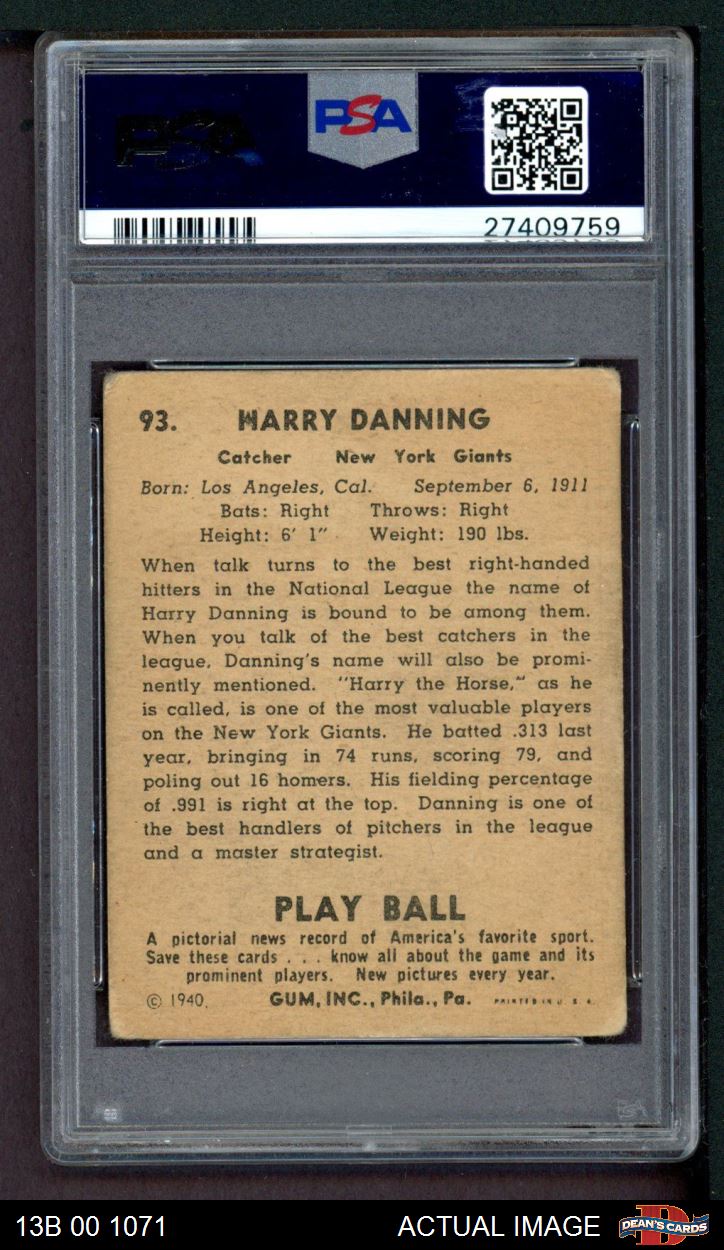 PSA
PSA
27409759
93. HARRY DANNING
Catcher New York Giants
Born: Los Angeles, Cal. September 6, 1911
Bats: Right Throws: Right
Height: 6' 1" Weight: 190 lbs.
When talk turns to the best right-handed
hitters in the National League the name of
Harry Danning is bound to be among them.
When you talk of the best catchers in the
league, Danning's name will also be promi-
nently mentioned. "Harry the Horse," as he
is called, is one of the most valuable players
on the New York Giants. He batted .313 last
year, bringing in 74 runs, scoring 79, and
poling out 16 homers. His fielding percentage
of .991 is right at the top. Danning is one of
the best handlers of pitchers in the league
and a master strategist.
PLAY BALL
A pictorial news record of America's favorite sport.
Save these cards . . . know all about the game and its
prominent players. New pictures every year.
© 1940, GUM, INC., Phila., Pa. PRINTED IN U. S. A.
13B 00 1071 ACTUAL IMAGE DEAN'S CARDS